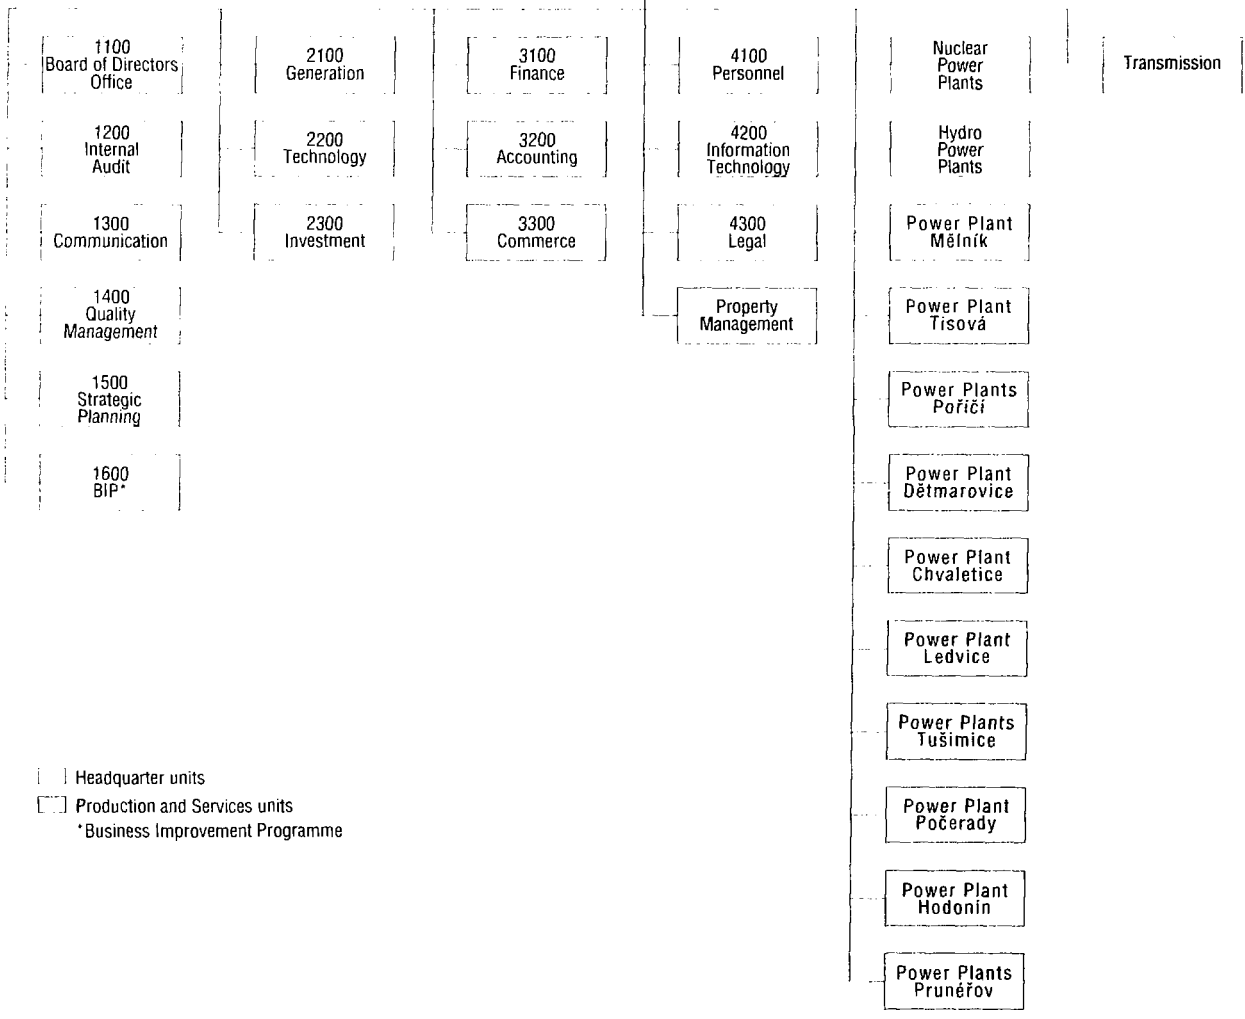 1100
Board of Directors
Office
1200
Internal
Audit
1300
Communication
1400
Quality
Management
1500
Strategic
Planning
1600
BIP*
2100
Generation
2200
Technology
2300
Investment
3100
Finance
3200
Accounting
3300
Commerce
4100
Personnel
4200
Information
Technology
4300
Legal
Property
Management
Nuclear
Power
Plants
Hydro
Power
Plants
Power Plant
Mělník
Power Plant
Tisová
Power Plants
Poříčí
Power Plant
Dětmarovice
Power Plant
Chvaletice
Power Plant
Ledvice
Power Plants
Tušimice
Power Plant
Počerady
Power Plant
Hodonín
Power Plants
Prunéřov
Transmission
Headquarter units
Production and Services units
*Business Improvement Programme